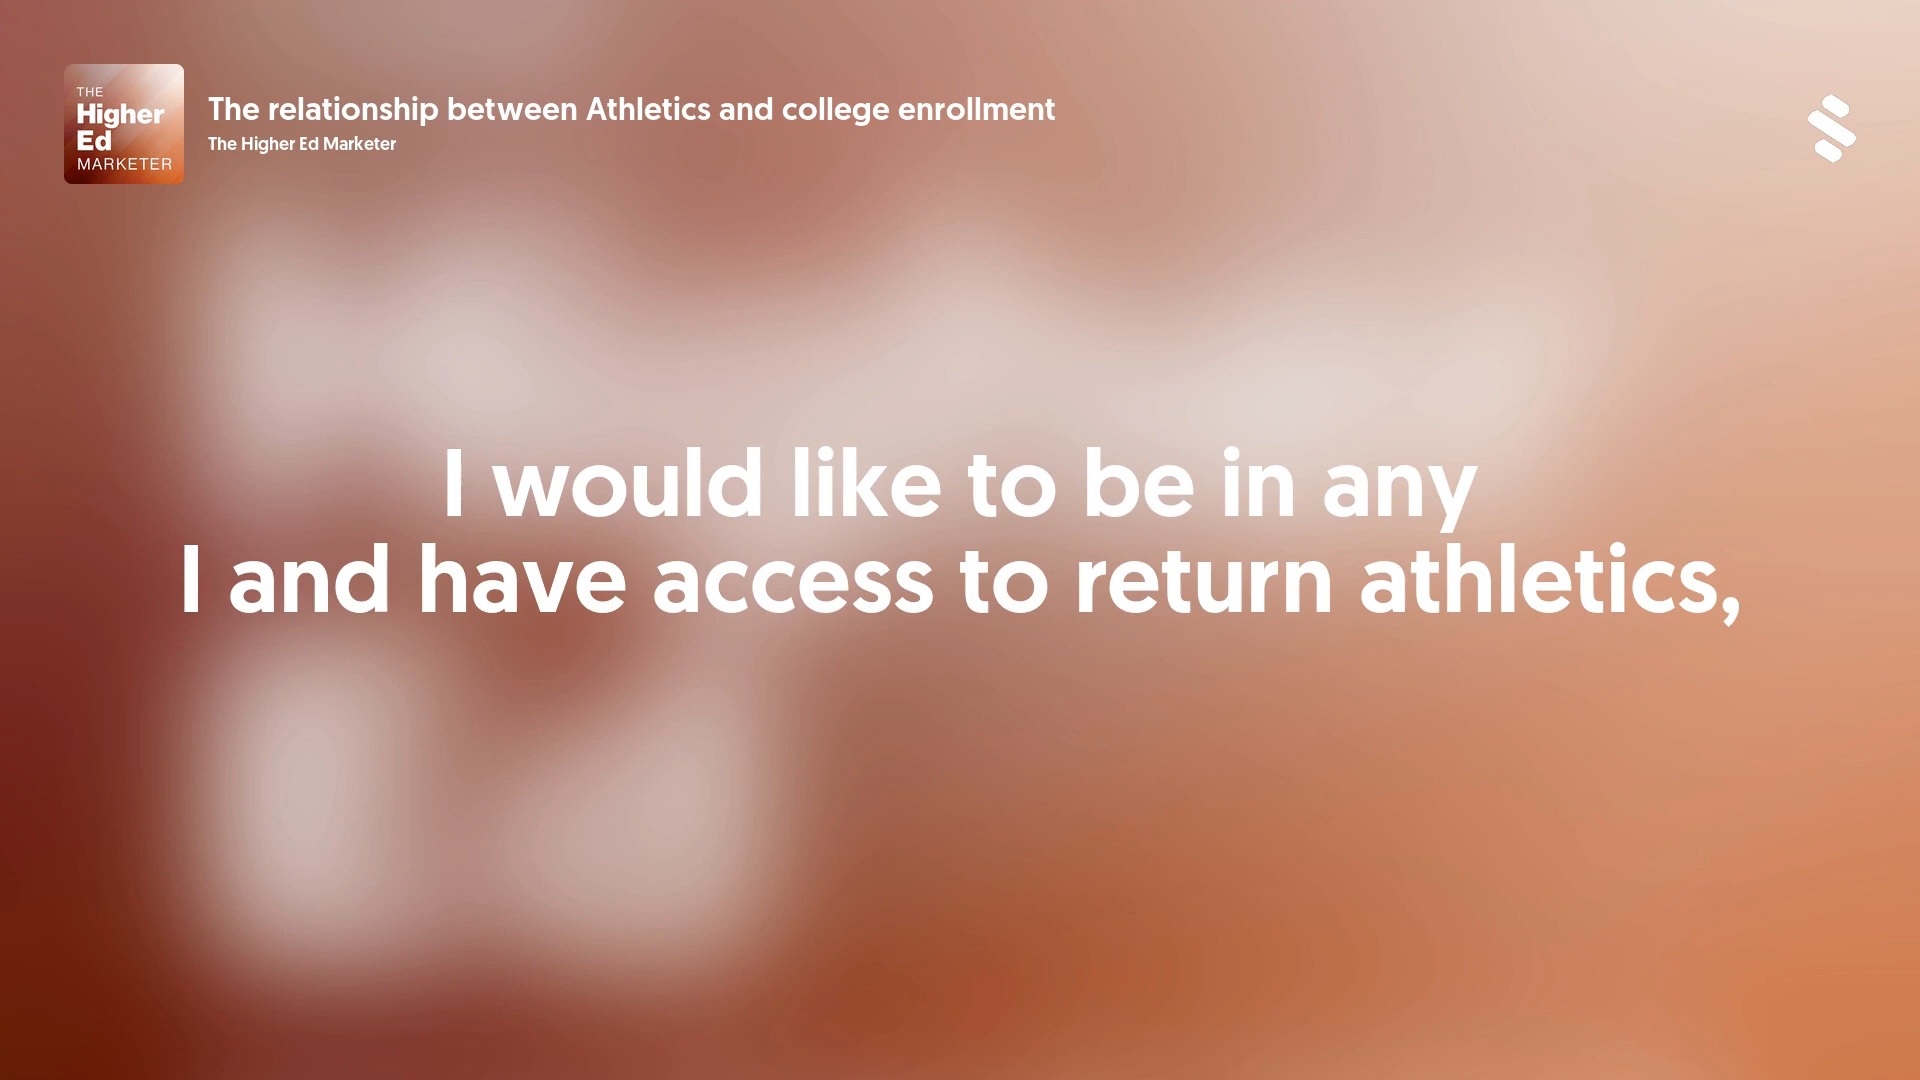 THE
Higher
Ed
MARKETER
The relationship between Athletics and college enrollment
The Higher Ed Marketer
I would like to be in any
I and have access to return athletics,